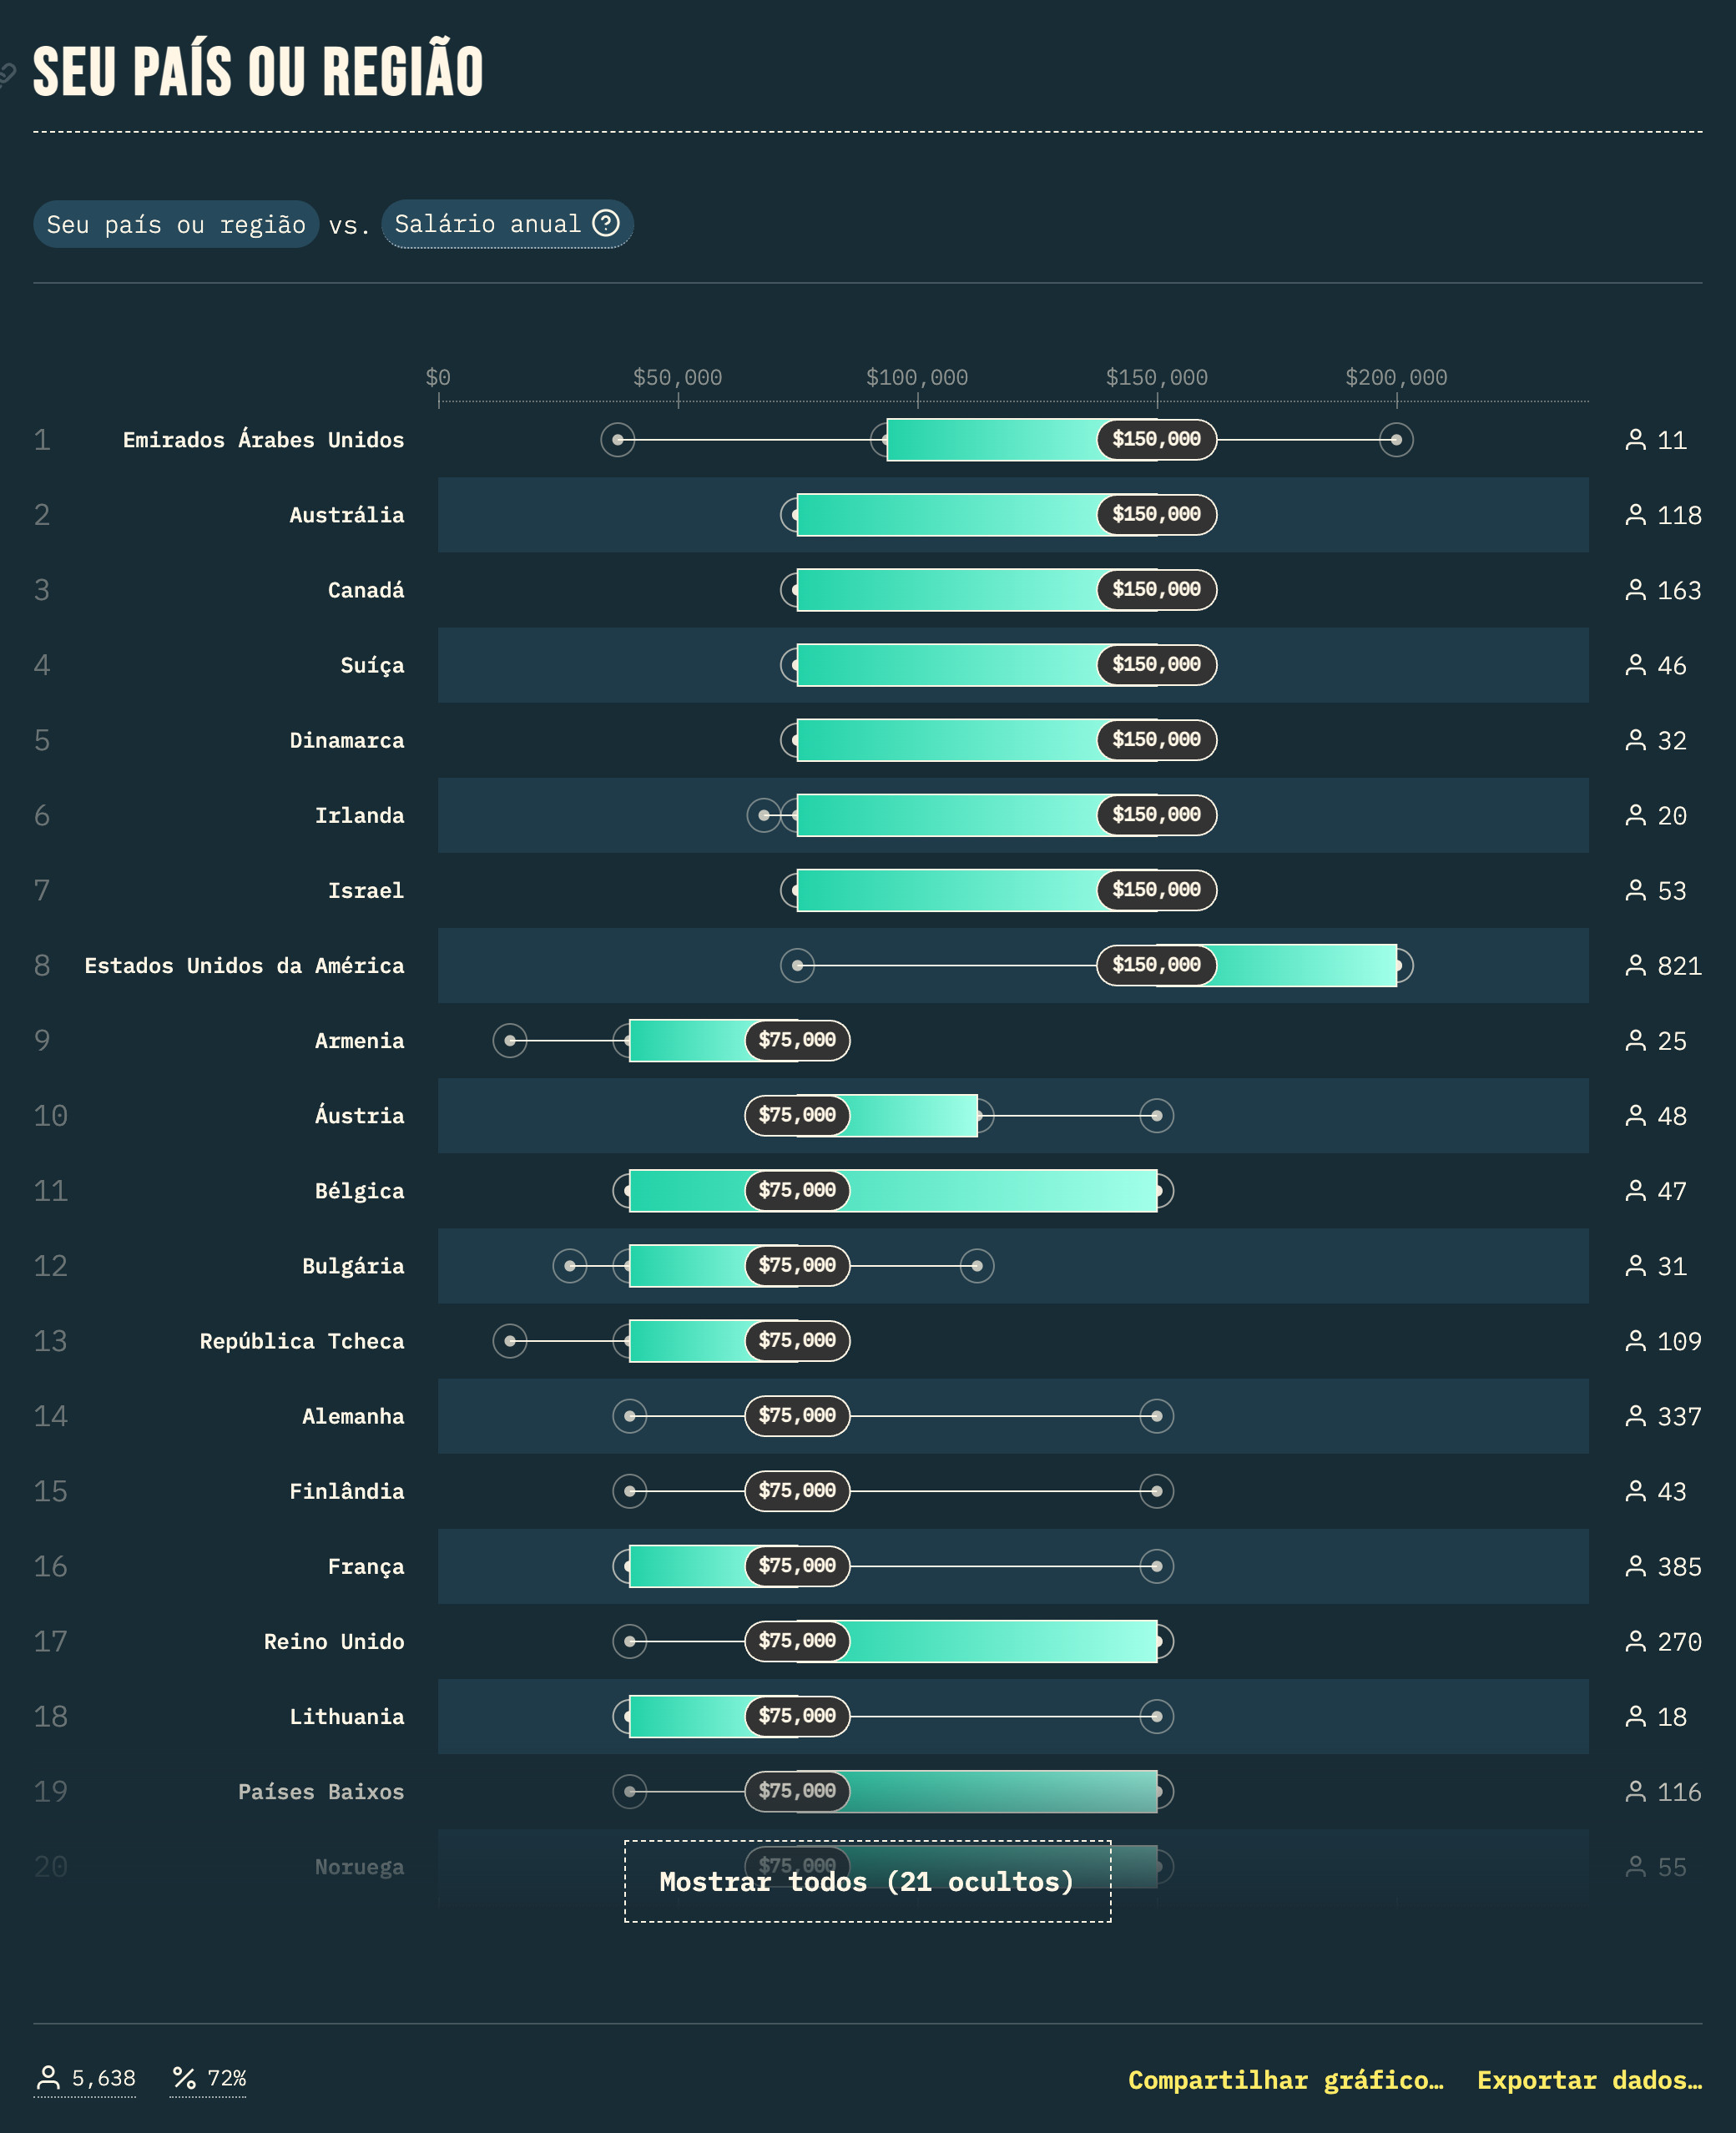 SEU PAÍS OU REGIÃO
Seu país ou região vs. Salário anual ?
$0 $50,000 $100,000 $150,000 $200,000
1 Emirados Árabes Unidos $150,000 11
2 Austrália $150,000 118
3 Canadá $150,000 163
4 Suíça $150,000 46
5 Dinamarca $150,000 32
6 Irlanda $150,000 20
7 Israel $150,000 53
8 Estados Unidos da América $150,000 821
9 Armenia $75,000 25
10 Áustria $75,000 48
11 Bélgica $75,000 47
12 Bulgária $75,000 31
13 República Tcheca $75,000 109
14 Alemanha $75,000 337
15 Finlândia $75,000 43
16 França $75,000 385
17 Reino Unido $75,000 270
18 Lithuania $75,000 18
19 Países Baixos $75,000 116
20 Noruega $75,000 55
Mostrar todos (21 ocultos)
5,638 % 72% Compartilhar gráfico… Exportar dados…